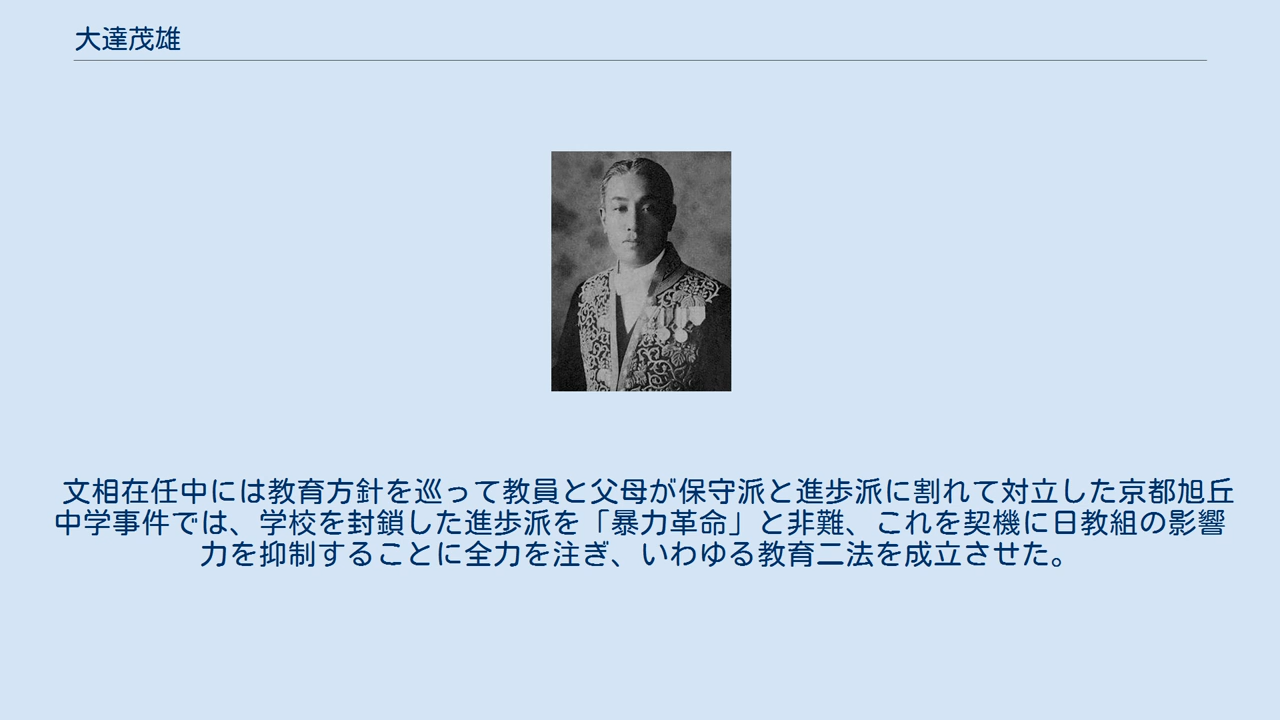 大達茂雄
文相在任中には教育方針を巡って教員と父母が保守派と進歩派に割れて対立した京都旭丘
中学事件では、学校を封鎖した進歩派を「暴力革命」と非難、これを契機に日教組の影響
力を抑制することに全力を注ぎ、いわゆる教育二法を成立させた。